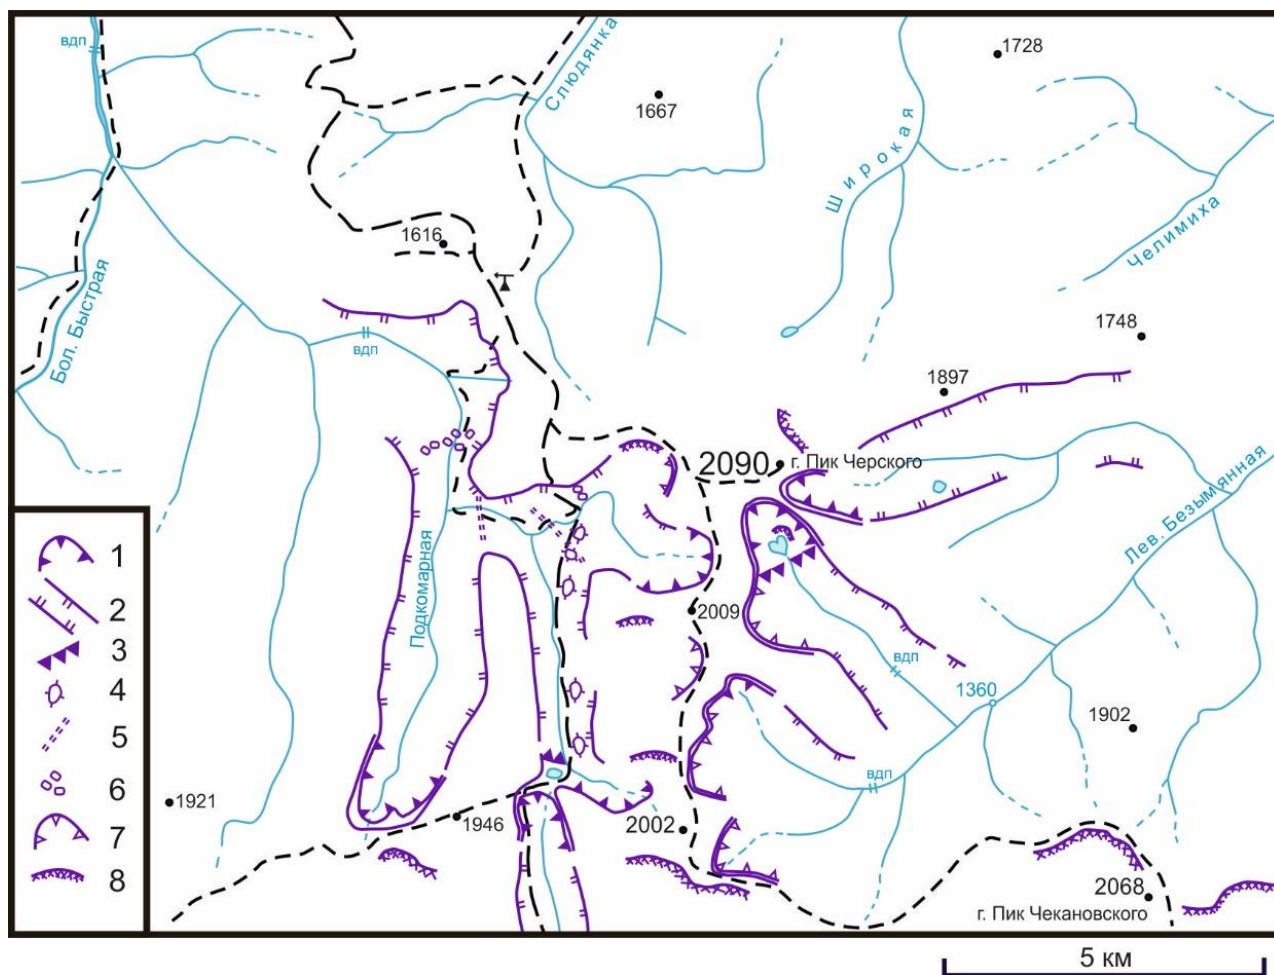 вдп
Слюдянка
1728
1667
Широкая
Челимиха
1616
Бол. Быстрая
вдп
1748
1897
2090
г. Пик Черского
Лев. Безымянная
Подкомарная
2009
вдп
1360
1902
вдп
1921
1946
2002
2068
г. Пик Чекановского
1
2
3
4
5
6
7
8
5 км